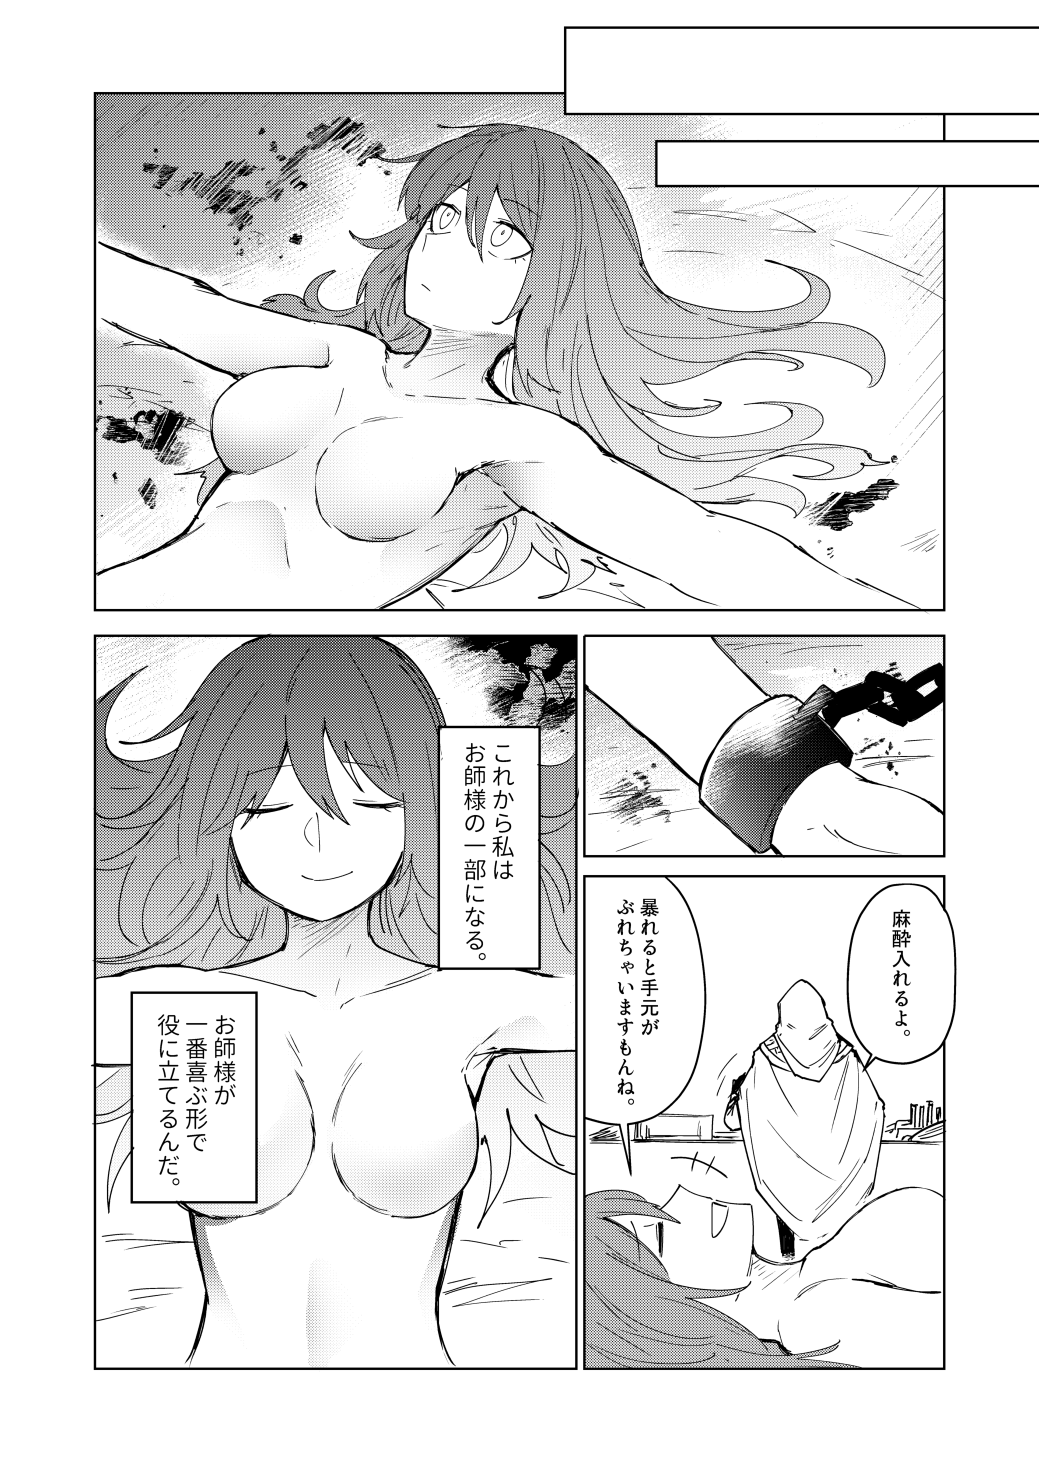 麻酔入れるよ。
暴れると手元が
ぶれちゃいますもんね。
これから私は
お師様の一部になる。
お師様が
一番喜ぶ形で
役に立てるんだ。